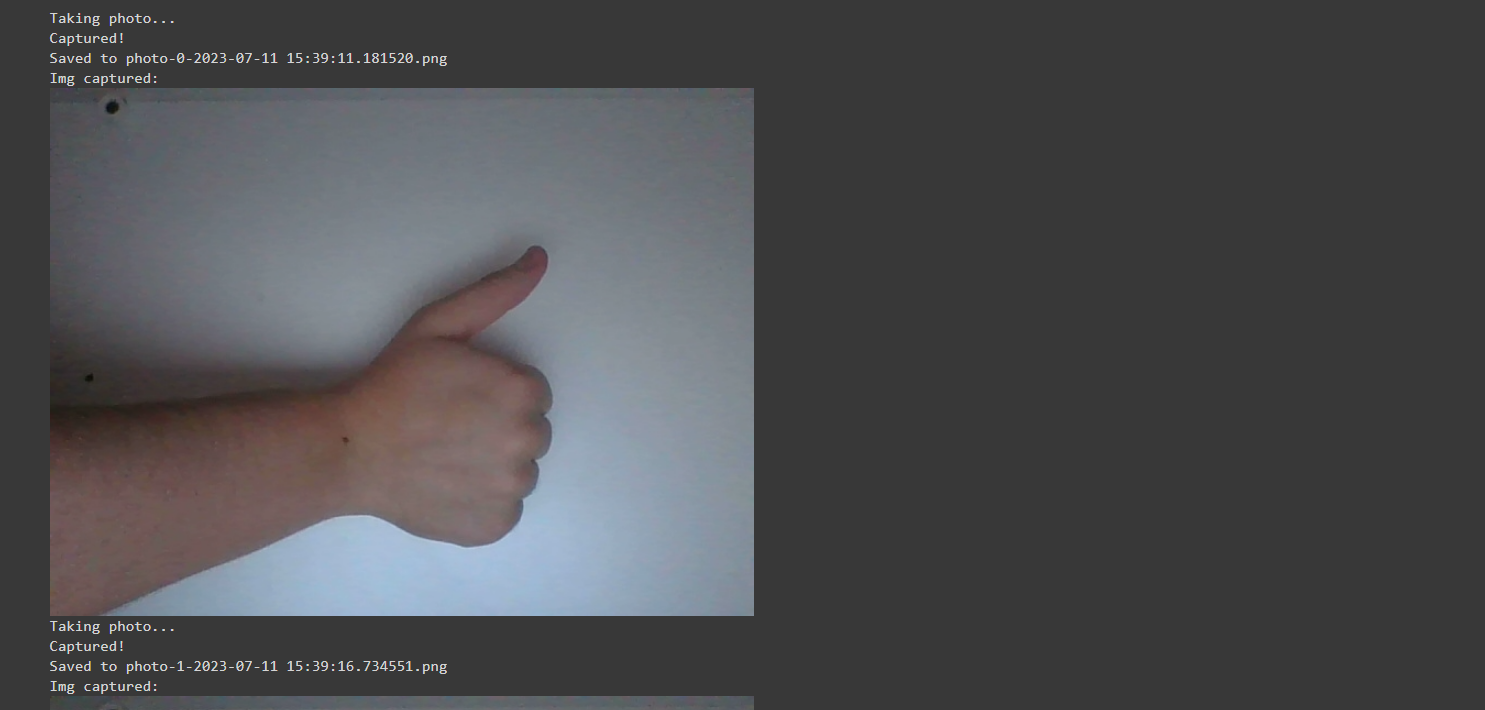 Taking photo...
Captured!
Saved to photo-0-2023-07-11 15:39:11.181520.png
Img captured:
Taking photo...
Captured!
Saved to photo-1-2023-07-11 15:39:16.734551.png
Img captured: